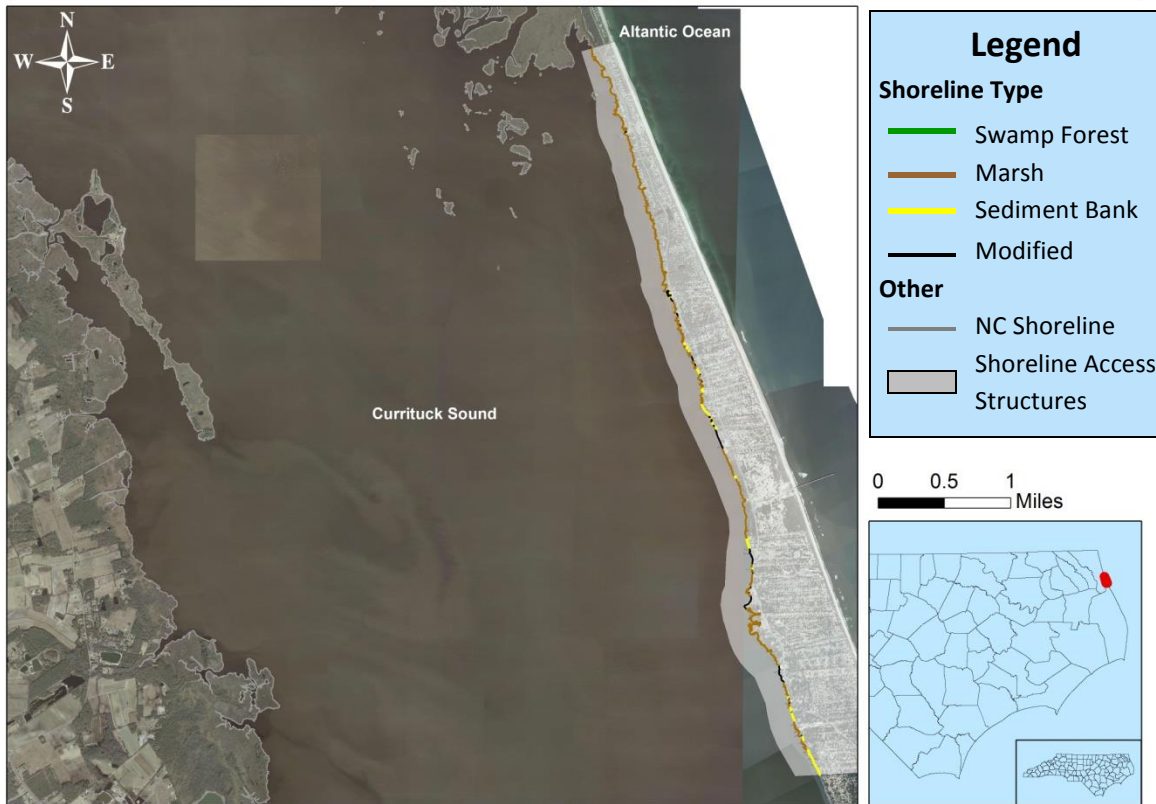 N
W E
S
Altantic Ocean
Currituck Sound
Legend
Shoreline Type
Swamp Forest
Marsh
Sediment Bank
Modified
Other
NC Shoreline
Shoreline Access
Structures
0 0.5 1
Miles